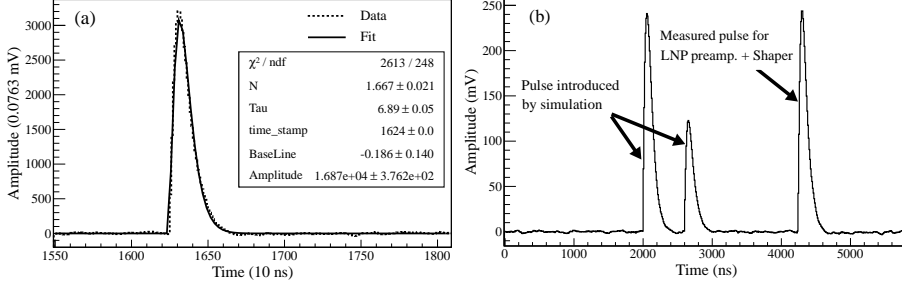 (a)
Data
Fit
χ² / ndf 2613 / 248
N 1.667 ± 0.021
Tau 6.89 ± 0.05
time_stamp 1624 ± 0.0
BaseLine -0.186 ± 0.140
Amplitude 1.687e+04 ± 3.762e+02
Amplitude (0.0763 mV)
3000
2500
2000
1500
1000
500
0
1550 1600 1650 1700 1750 1800
Time (10 ns)
(b)
Measured pulse for
LNP preamp. + Shaper
Pulse introduced
by simulation
Amplitude (mV)
250
200
150
100
50
0
0 1000 2000 3000 4000 5000
Time (ns)